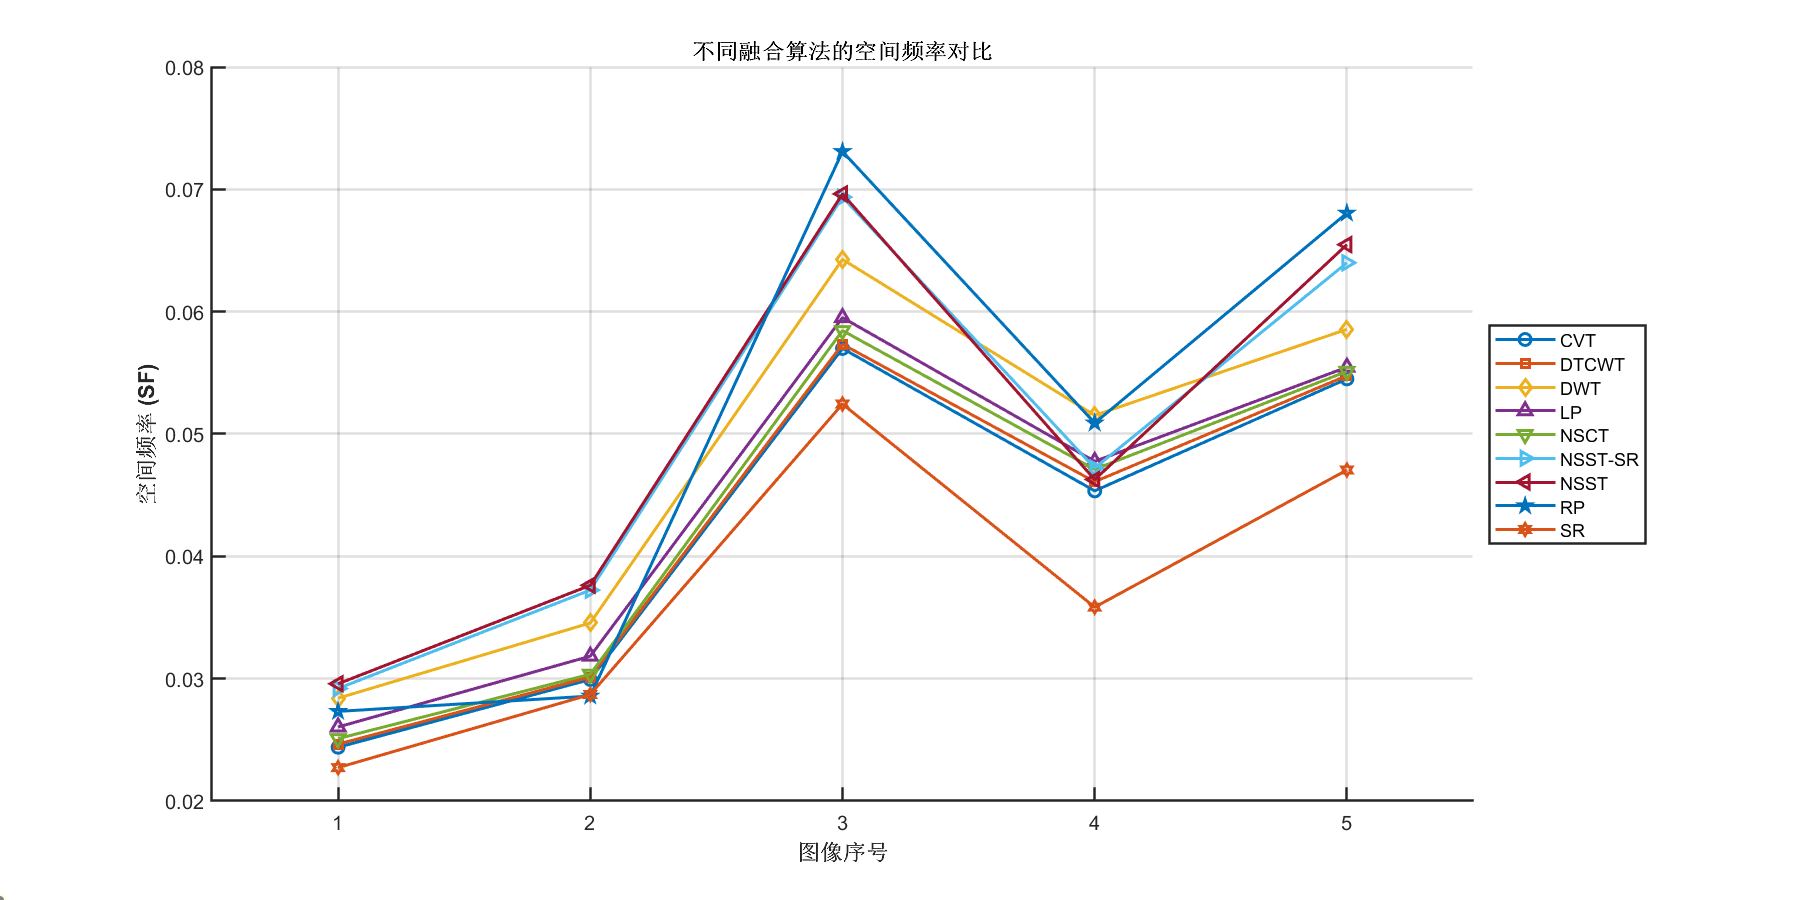 不同融合算法的空间频率对比
0.08
0.07
0.06
0.05
0.04
0.03
0.02
空间频率 (SF)
1 2 3 4 5
图像序号
CVT
DTCWT
DWT
LP
NSCT
NSST-SR
NSST
RP
SR